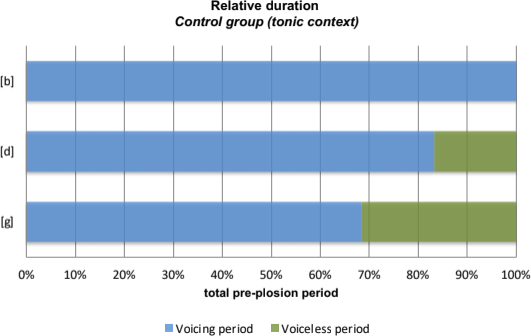 Relative duration
Control group (tonic context)
[b]
[d]
[g]
0% 10% 20% 30% 40% 50% 60% 70% 80% 90% 100%
total pre-plosion period
Voicing period Voiceless period